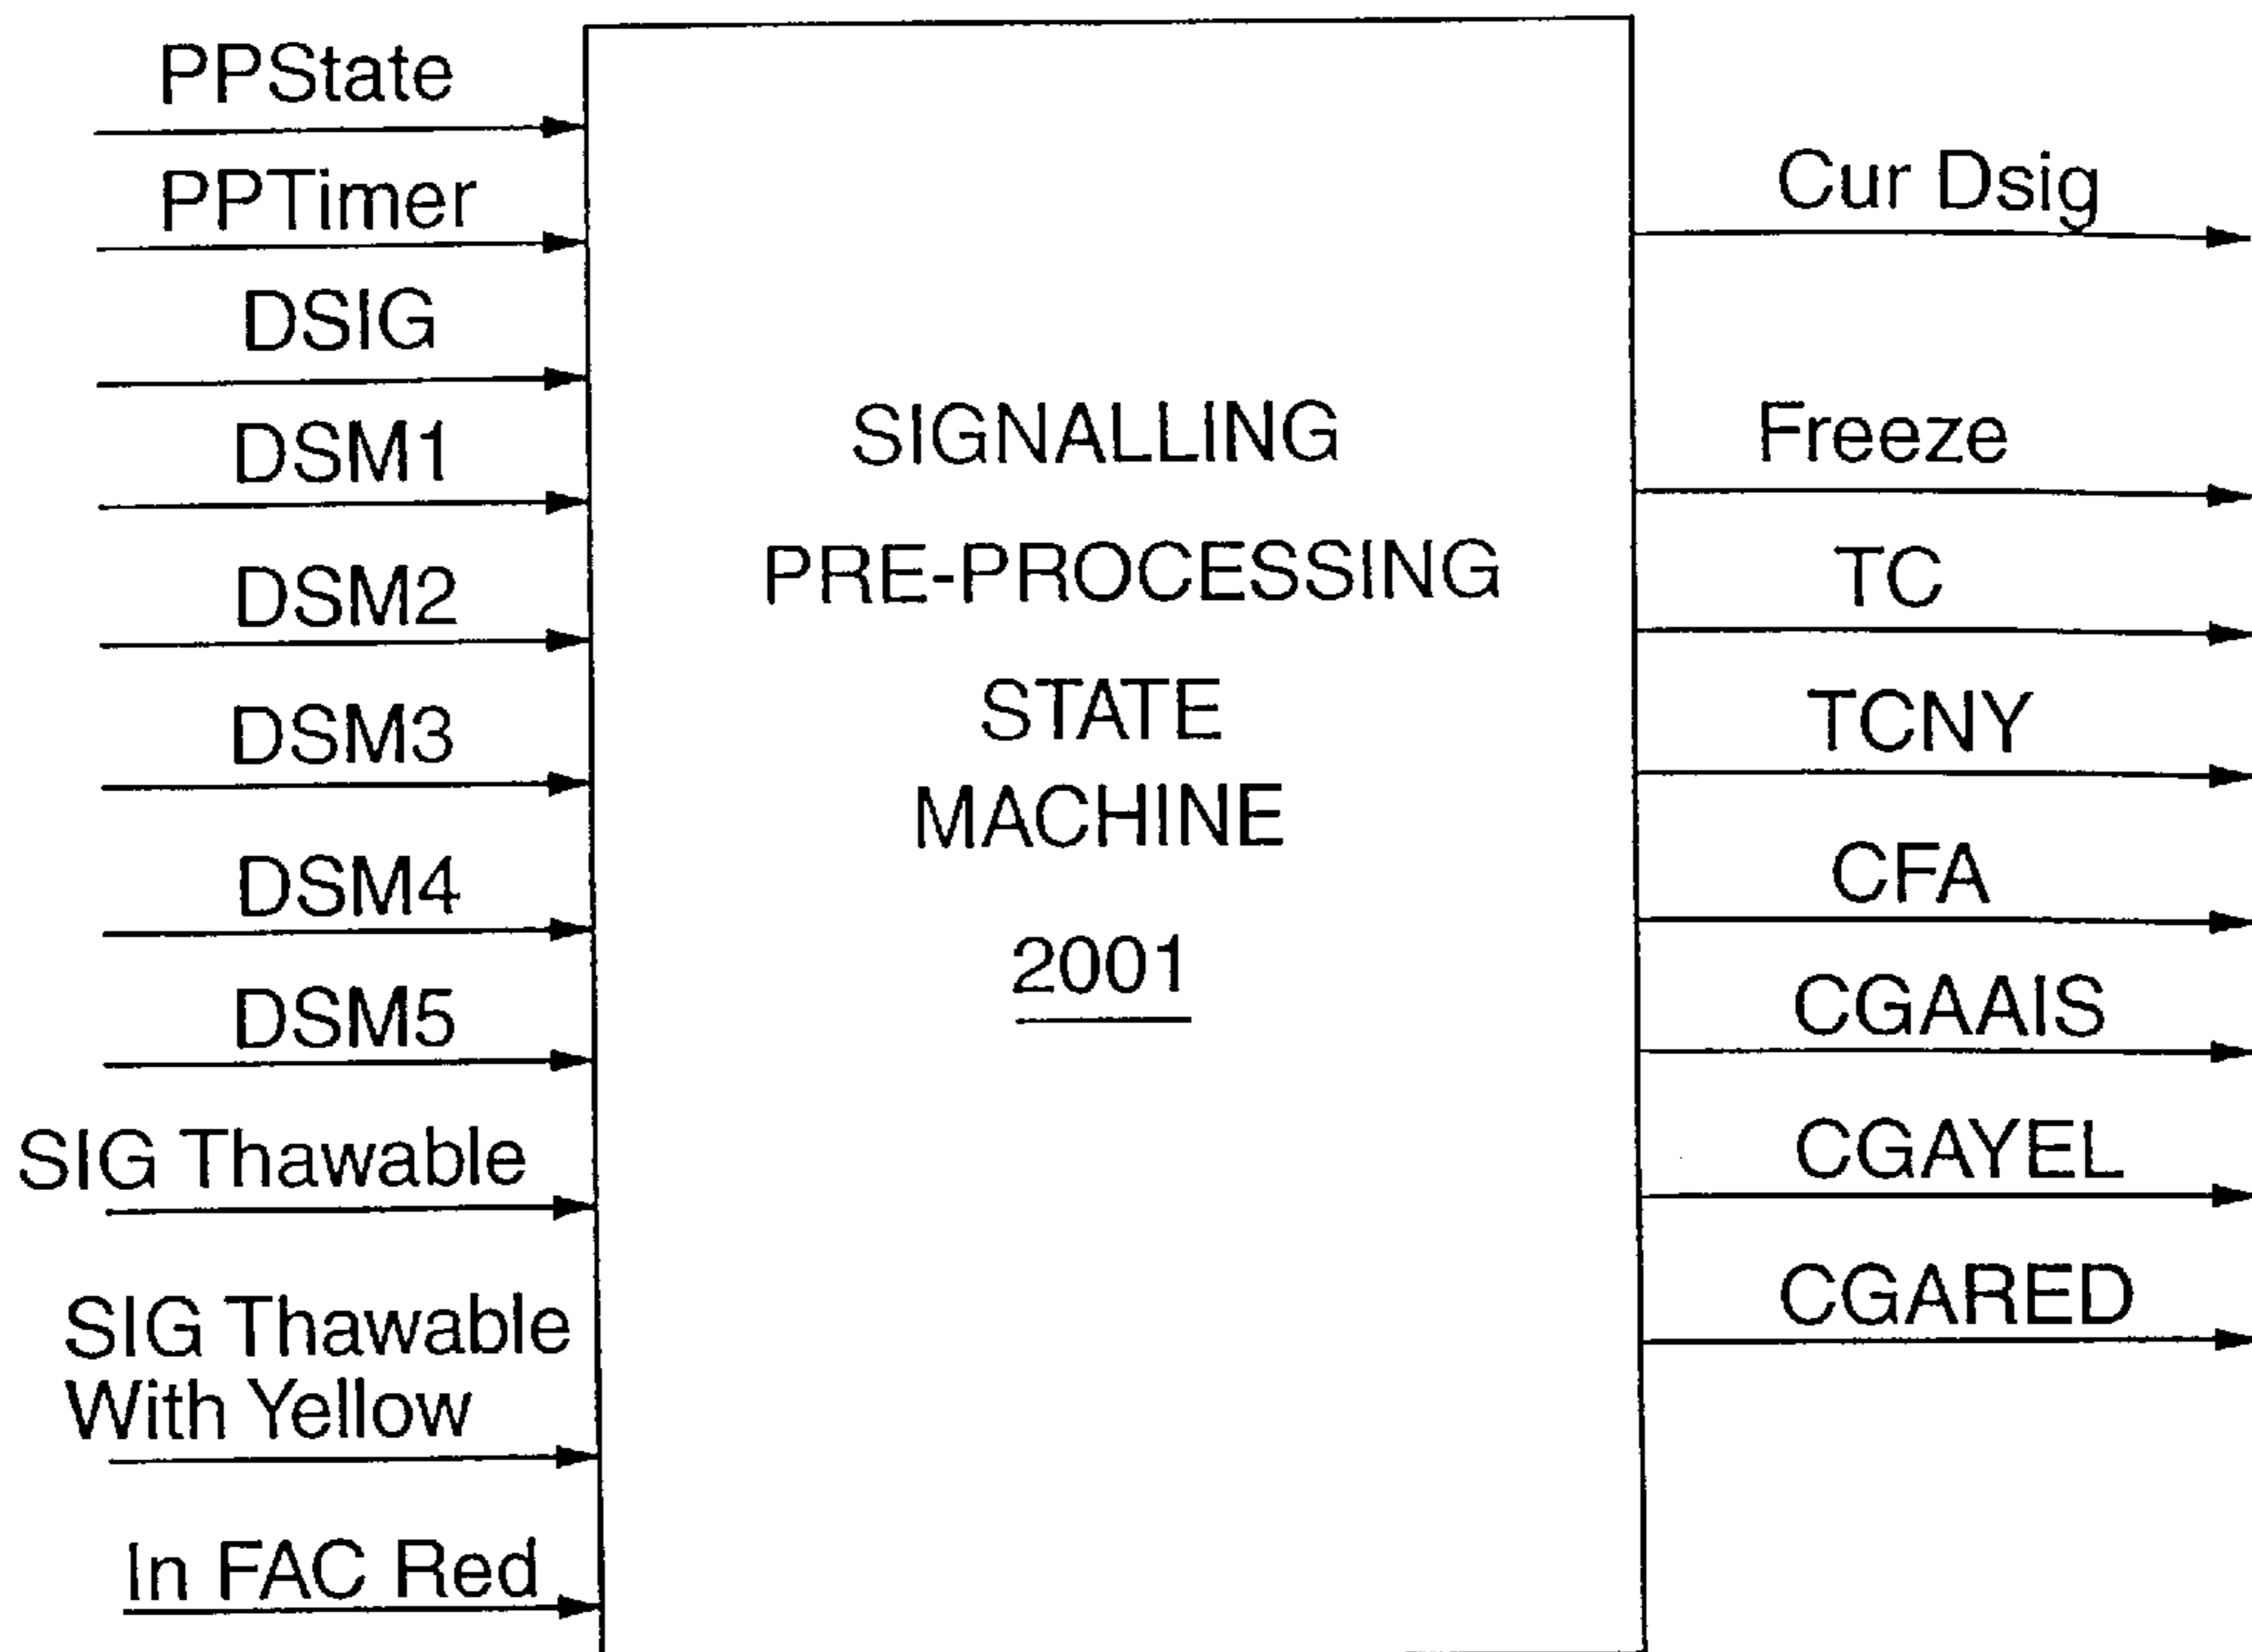 PPState
PPTimer
DSIG
DSM1
DSM2
DSM3
DSM4
DSM5
SIG Thawable
SIG Thawable
With Yellow
In FAC Red
SIGNALLING
PRE-PROCESSING
STATE
MACHINE
2001
Cur Dsig
Freeze
TC
TCNY
CFA
CGAAIS
CGAYEL
CGARED